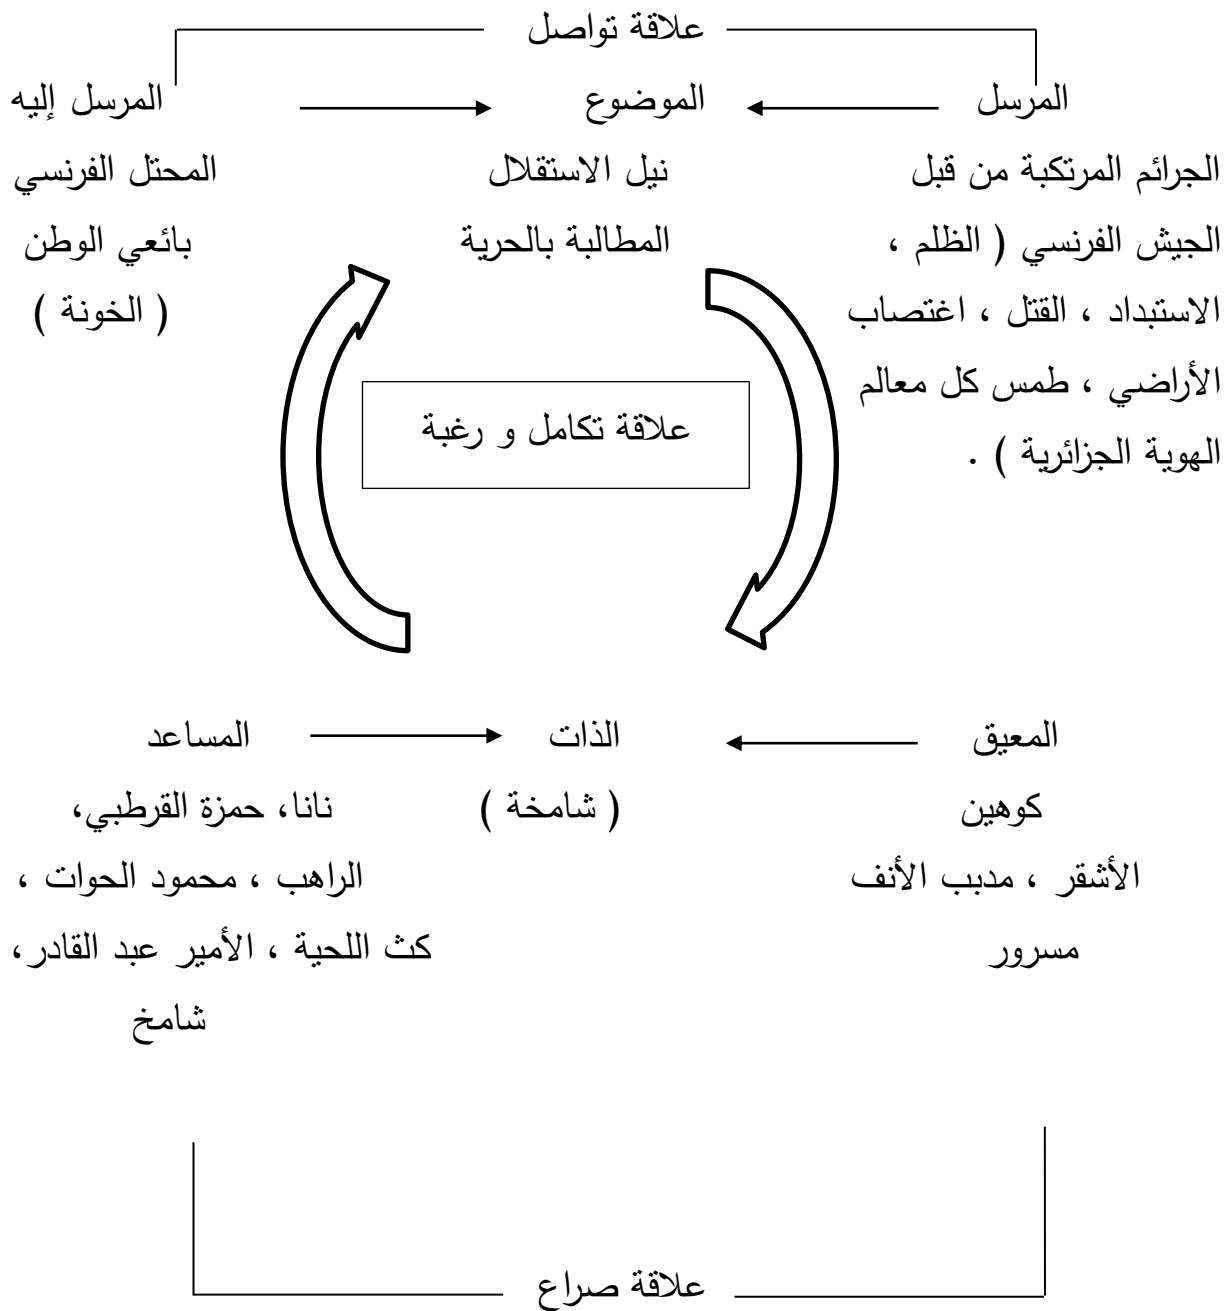 علاقة تواصل
المرسل الموضوع المرسل إليه
الجرائم المرتكبة من قبل نيل الاستقلال المحتل الفرنسي
الجيش الفرنسي ( الظلم ، المطالبة بالحرية بائعي الوطن
الاستبداد ، القتل ، اغتصاب ( الخونة )
الأراضي ، طمس كل معالم
علاقة تكامل و رغبة
الهوية الجزائرية ) .
المعيق الذات المساعد
كوهين ( شامخة ) نانا، حمزة القرطبي،
الأشقر ، مدبب الأنف الراهب ، محمود الحوات ،
مسرور كث اللحية ، الأمير عبد القادر،
شامخ
علاقة صراع